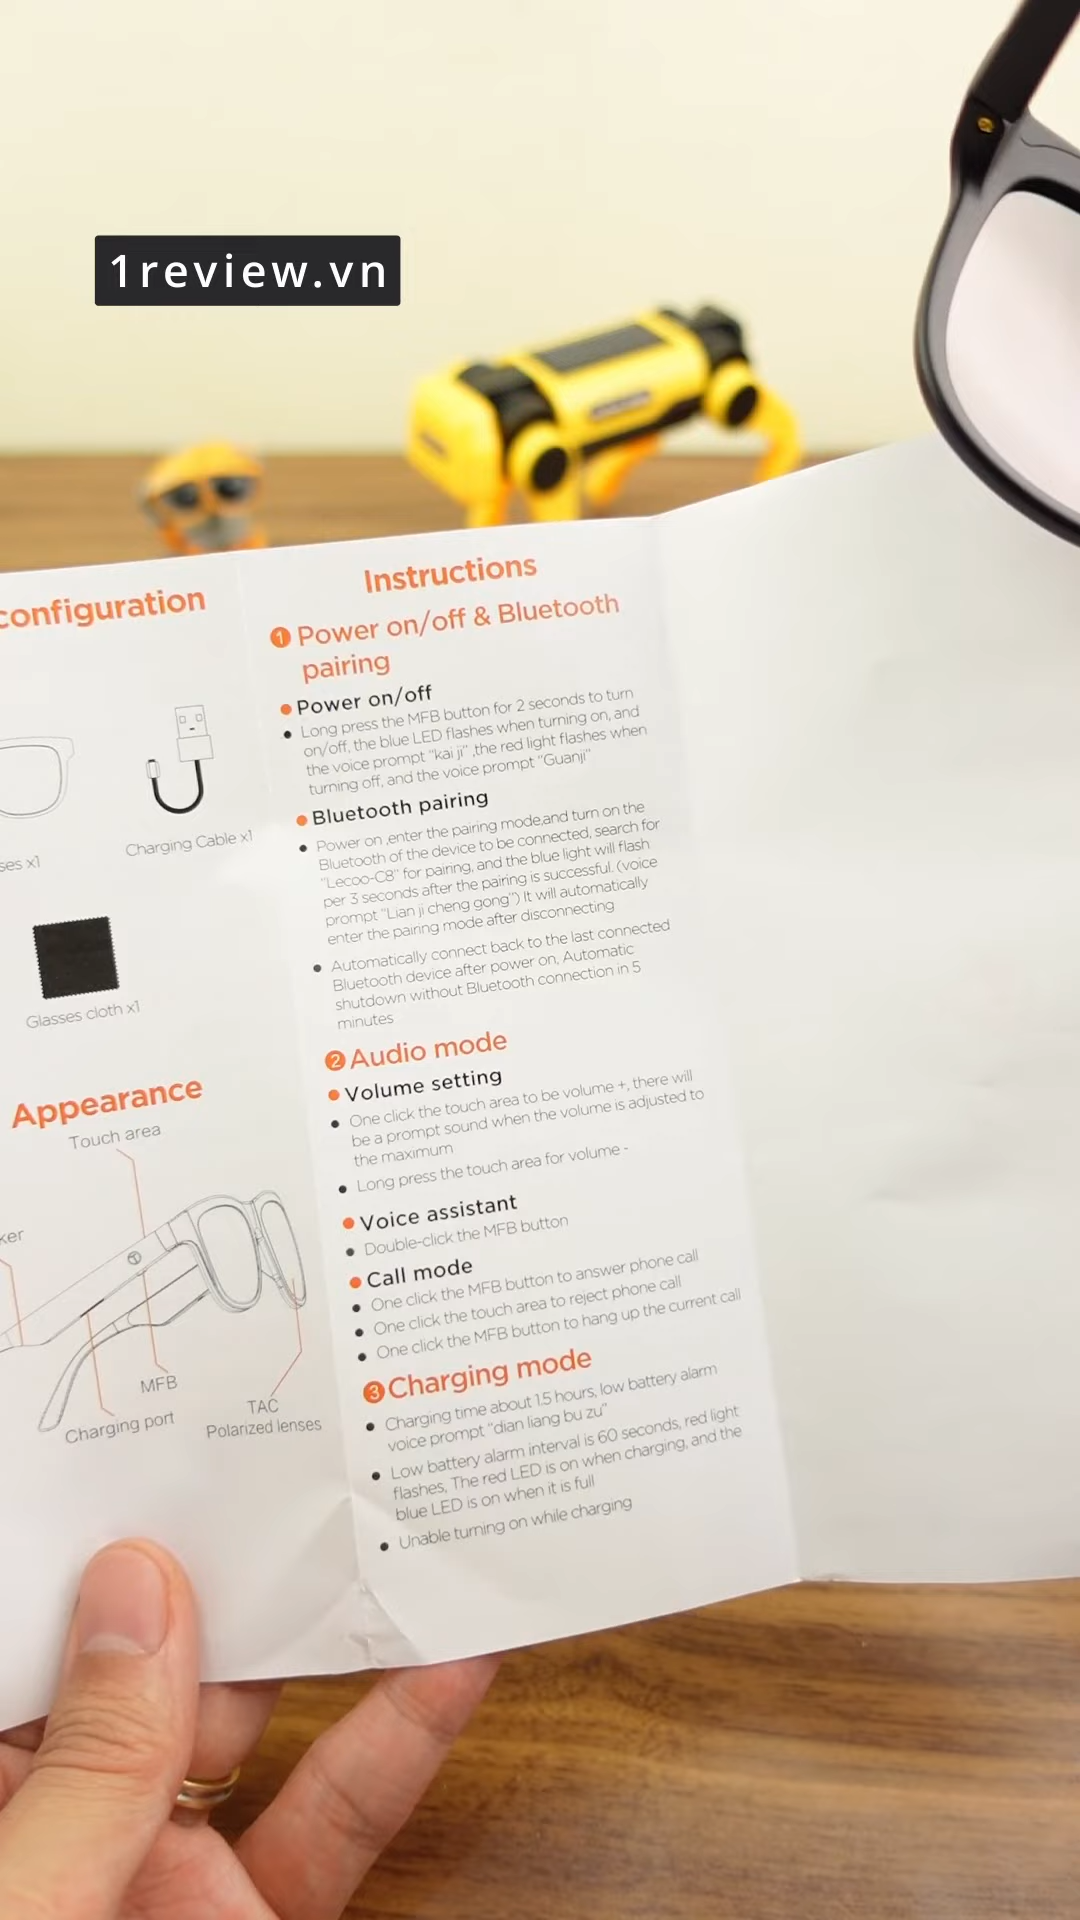 1review.vn
configuration
ses x1
Charging Cable x1
Glasses cloth x1
Appearance
Touch area
ker
MFB
Charging port
TAC
Polarized lenses
Instructions
1 Power on/off & Bluetooth
pairing
Power on/off
Long press the MFB button for 2 seconds to turn
on/off, the blue LED flashes when turning on, and
the voice prompt "kai ji" ,the red light flashes when
turning off, and the voice prompt "Guanji"
Bluetooth pairing
Power on ,enter the pairing mode,and turn on the
Bluetooth of the device to be connected, search for
"Lecoo-C8" for pairing, and the blue light will flash
per 3 seconds after the pairing is successful. (voice
prompt "Lian ji cheng gong") It will automatically
enter the pairing mode after disconnecting
Automatically connect back to the last connected
Bluetooth device after power on, Automatic
shutdown without Bluetooth connection in 5
minutes
2 Audio mode
Volume setting
One click the touch area to be volume +, there will
be a prompt sound when the volume is adjusted to
the maximum
Long press the touch area for volume -
Voice assistant
Double-click the MFB button
Call mode
One click the MFB button to answer phone call
One click the touch area to reject phone call
One click the MFB button to hang up the current call
3 Charging mode
Charging time about 1.5 hours, low battery alarm
voice prompt "dian liang bu zu"
Low battery alarm interval is 60 seconds, red light
flashes, The red LED is on when charging, and the
blue LED is on when it is full
Unable turning on while charging